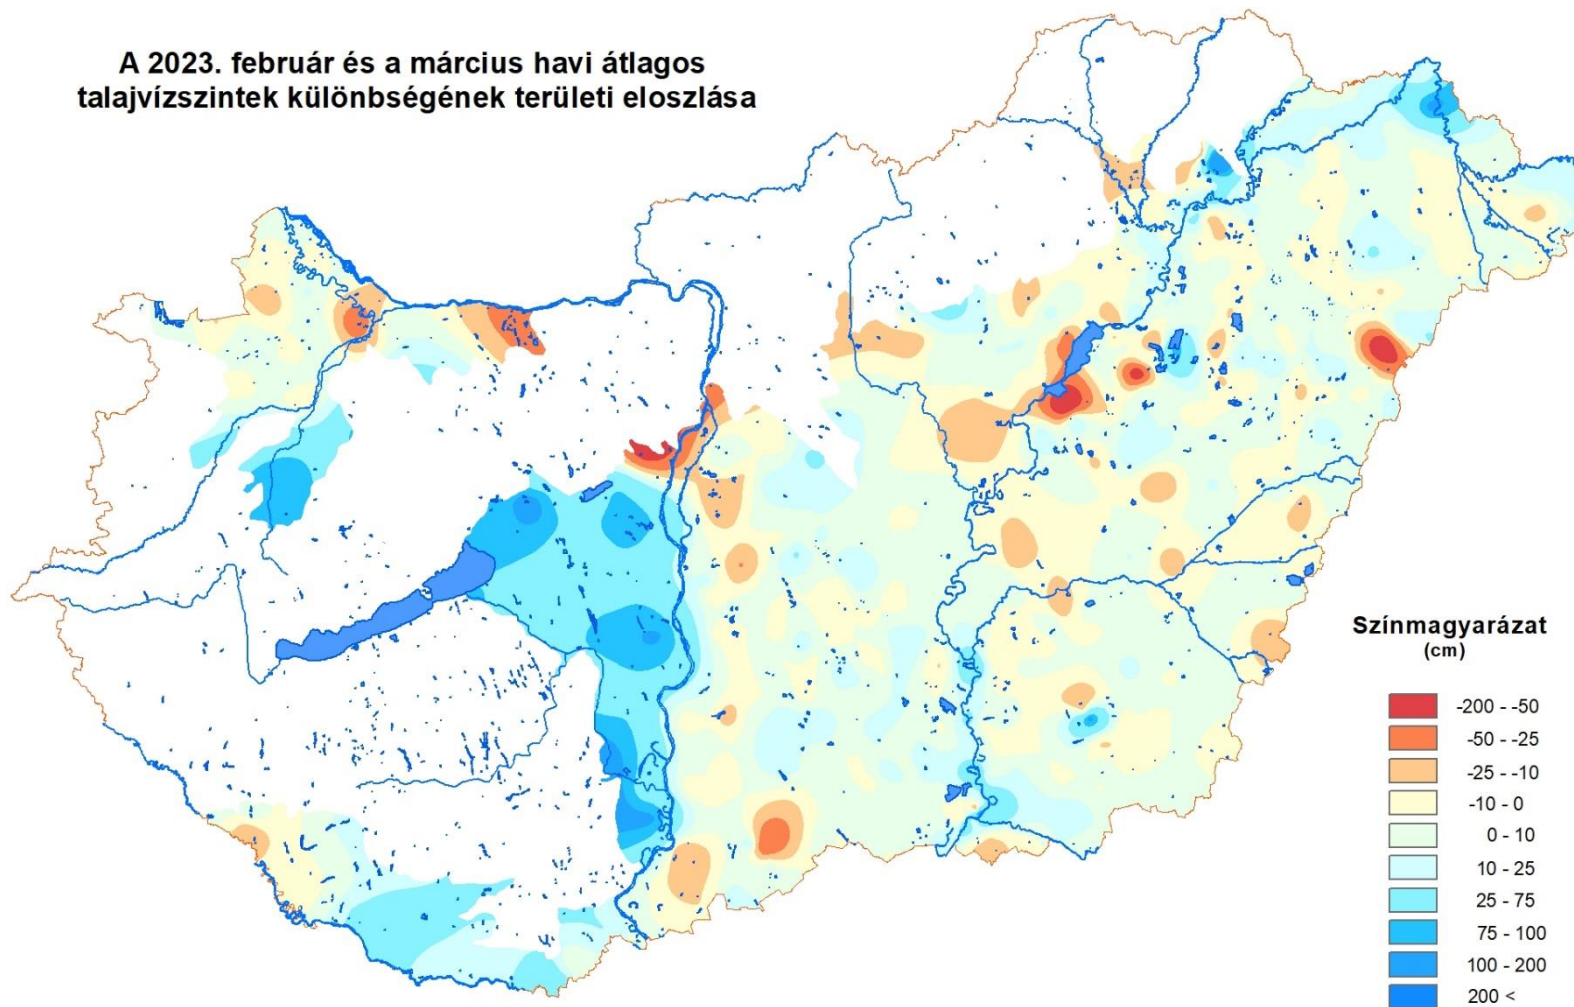 A 2023. február és a március havi átlagos
talajvízszintek különbségének területi eloszlása
Színmagyarázat
(cm)
-200 - -50
-50 - -25
-25 - -10
-10 - 0
0 - 10
10 - 25
25 - 75
75 - 100
100 - 200
200 <